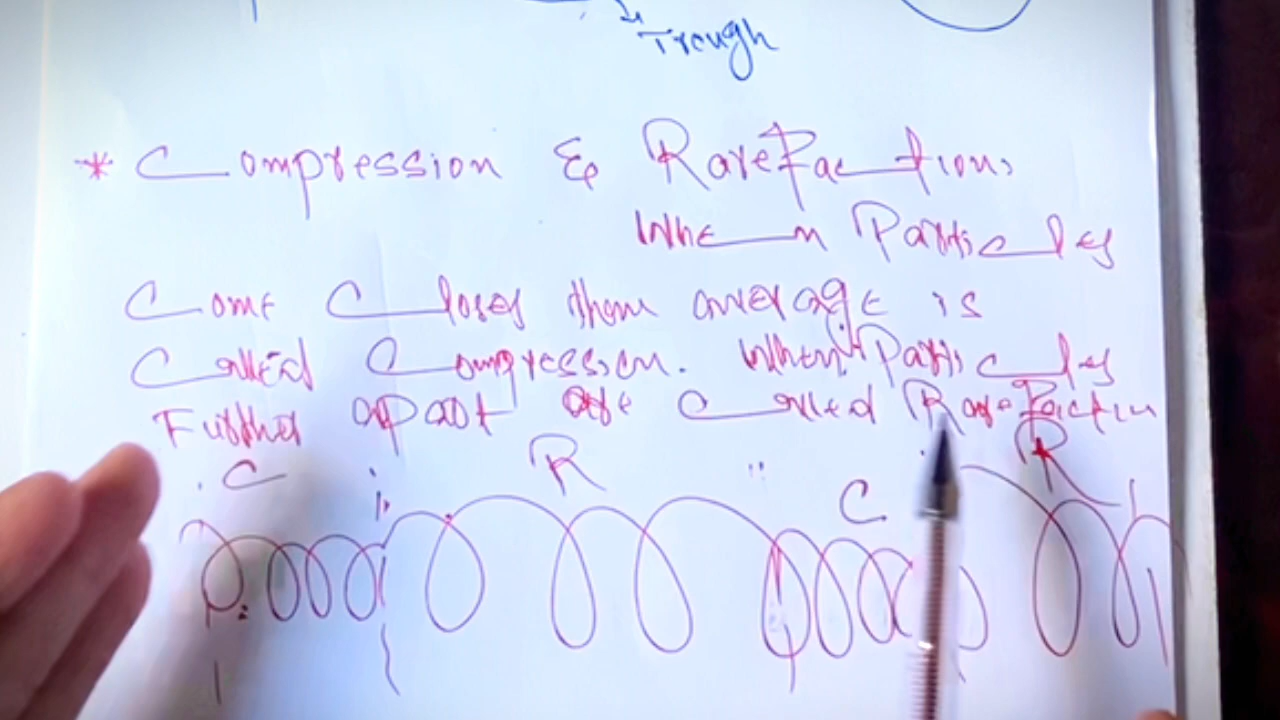 Trough
* Compression & Rarefactions
When Particles
Come Closer than average is
Called Compression. When Particles
Further apart are called Rarefaction
C R C R